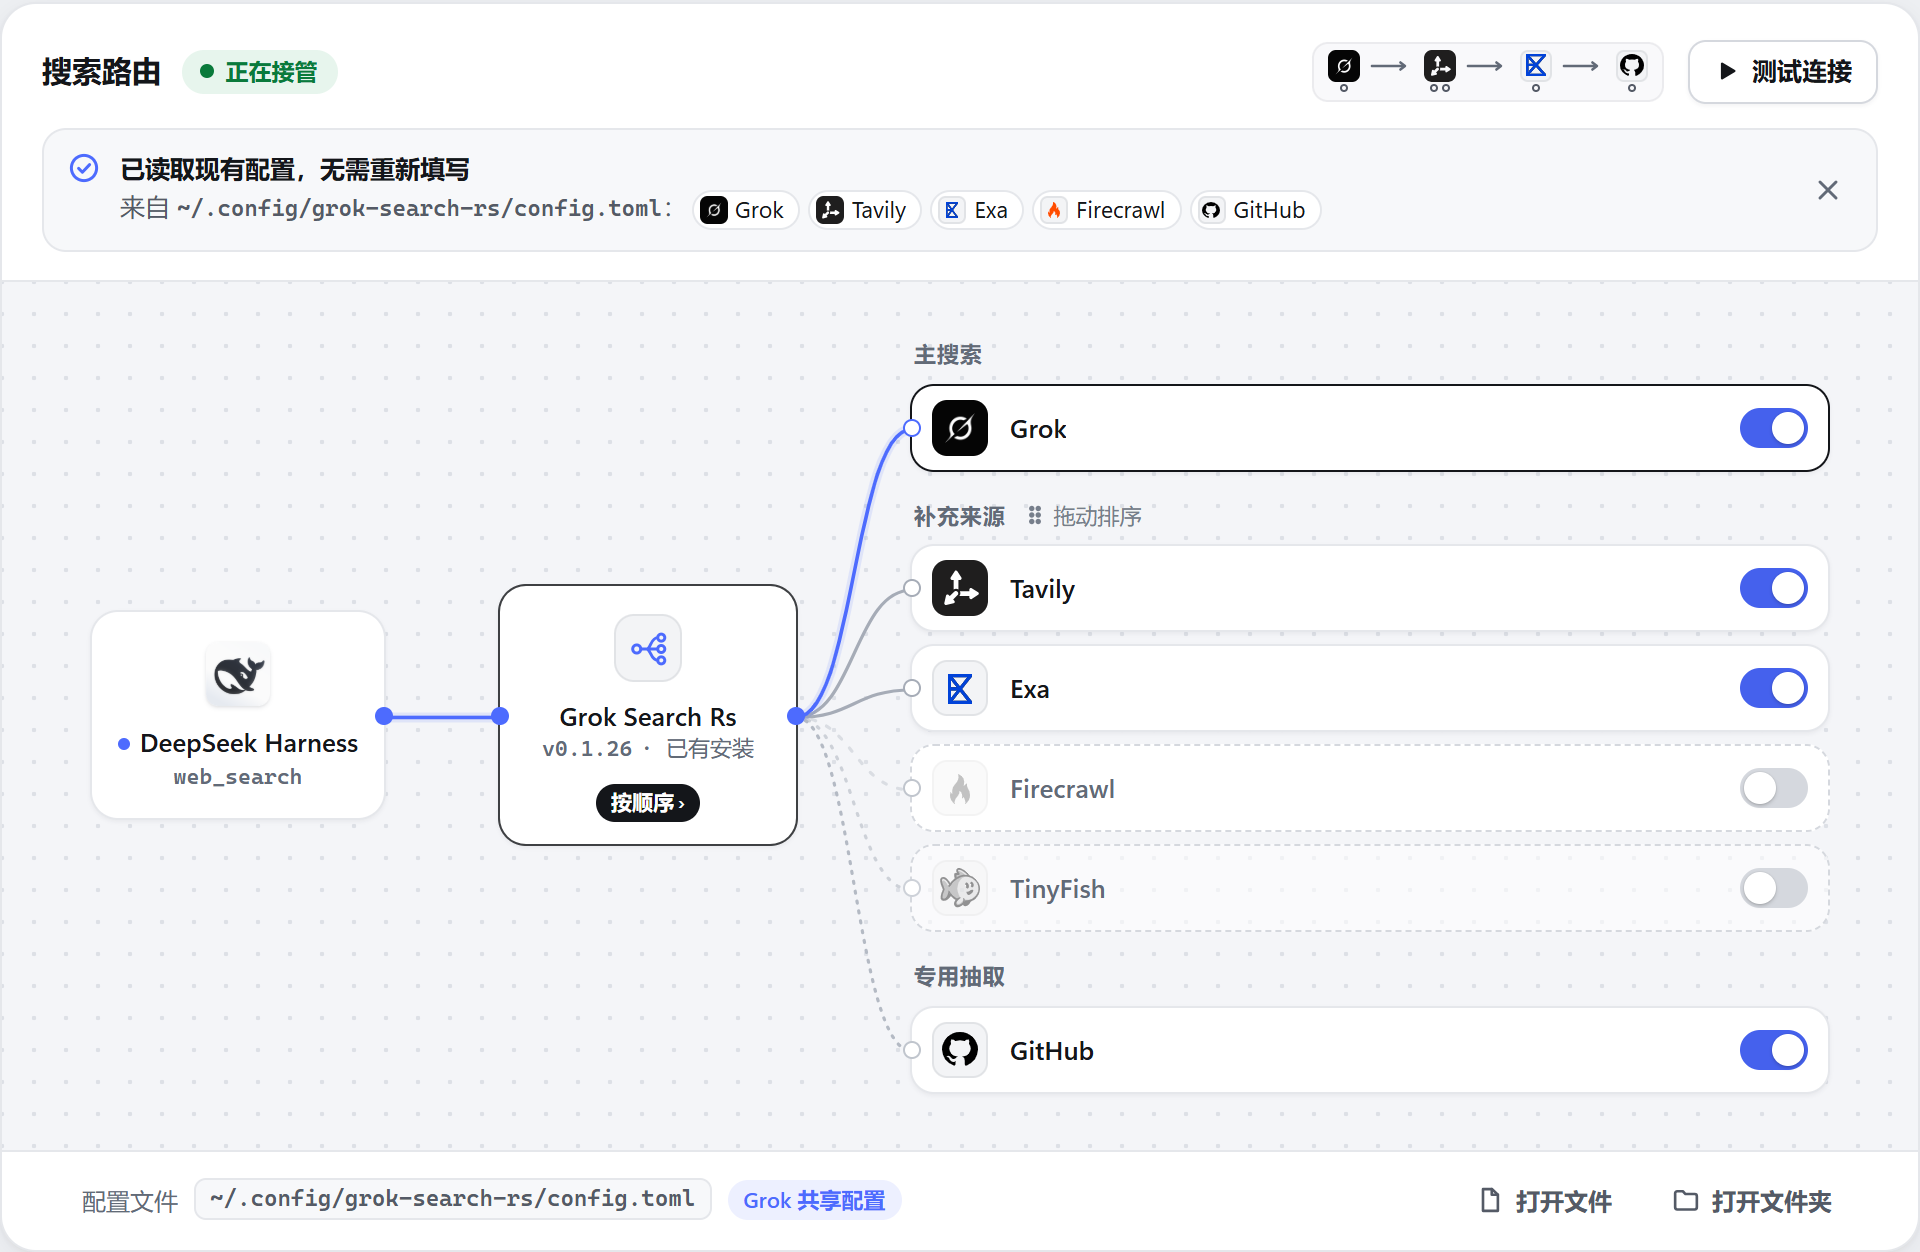 搜索路由
正在接管
测试连接
已读取现有配置，无需重新填写
来自 ~/.config/grok-search-rs/config.toml： Grok Tavily Exa Firecrawl GitHub
主搜索
Grok
补充来源 拖动排序
Tavily
Exa
Firecrawl
TinyFish
专用抽取
GitHub
DeepSeek Harness
web_search
Grok Search Rs
v0.1.26 · 已有安装
按顺序 ›
配置文件 ~/.config/grok-search-rs/config.toml Grok 共享配置
打开文件 打开文件夹